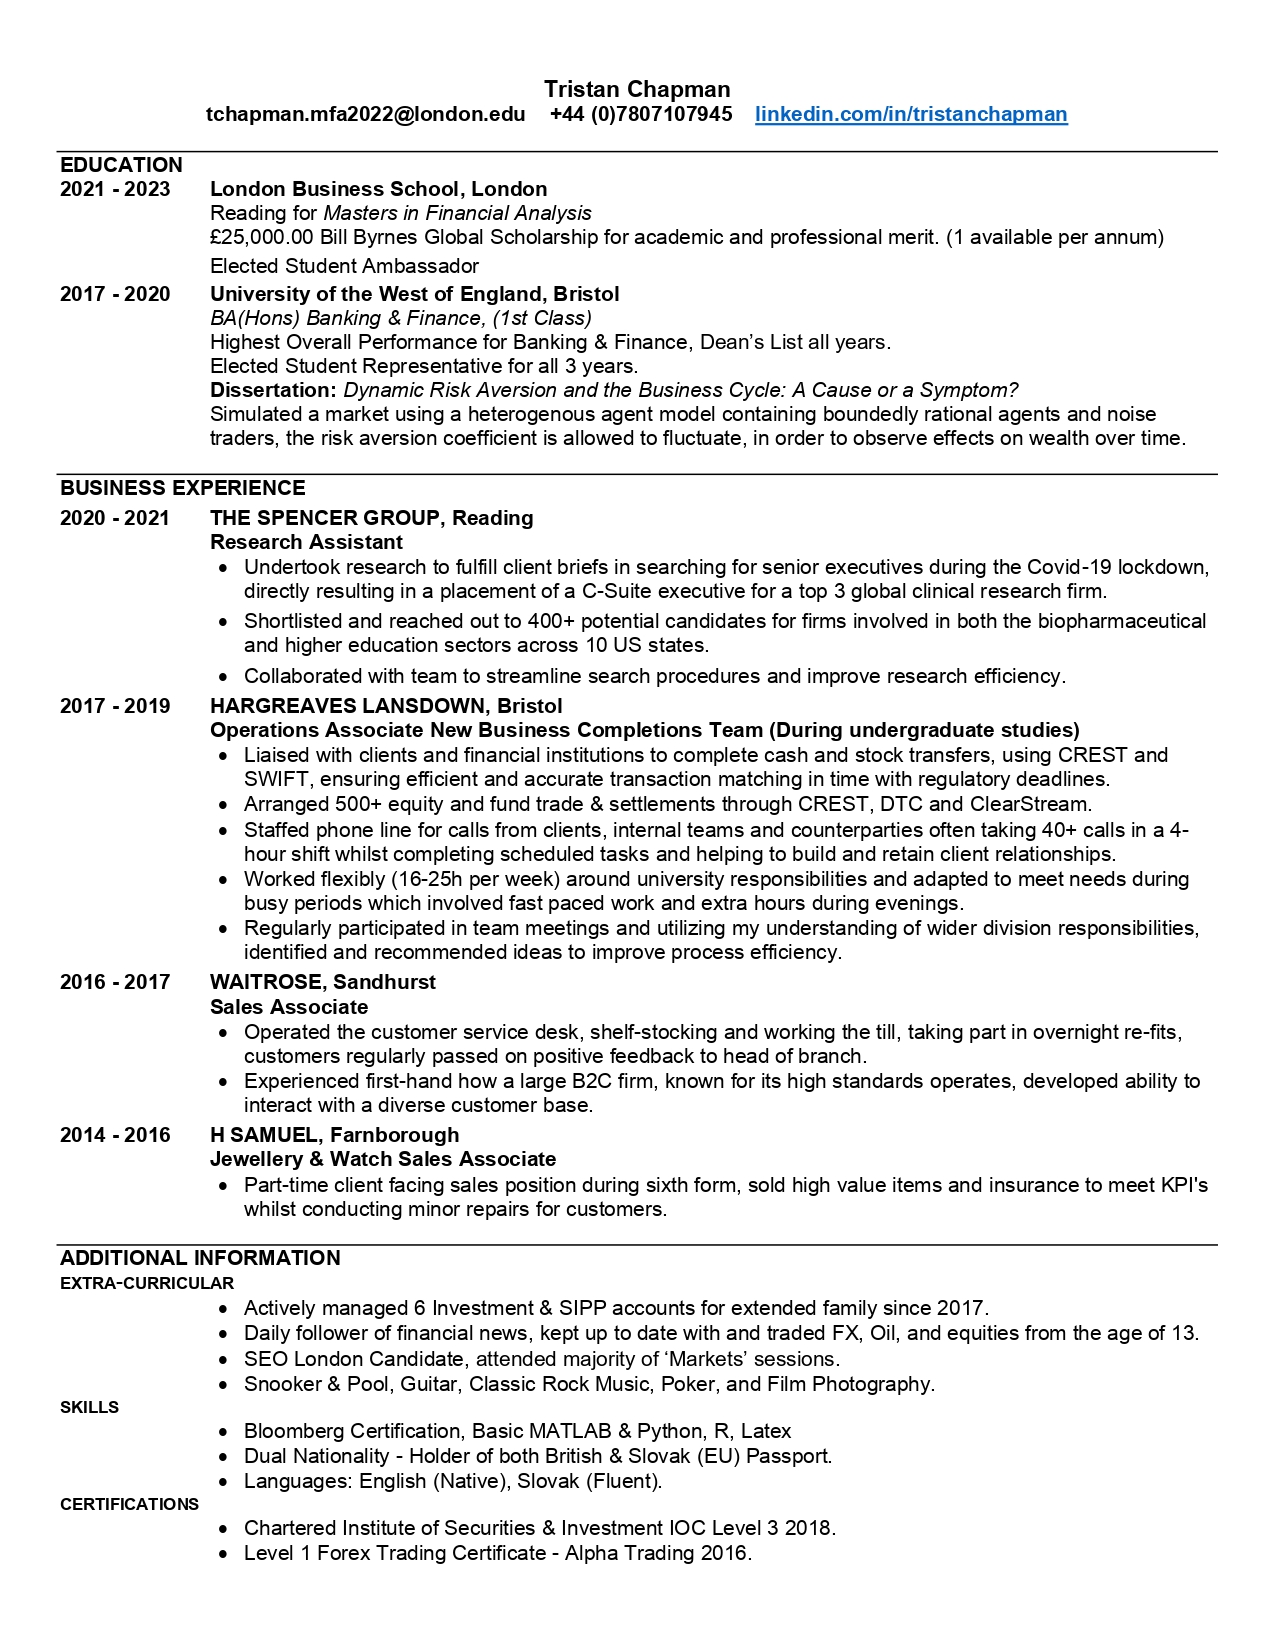 Tristan Chapman
tchapman.mfa2022@london.edu +44 (0)7807107945 linkedin.com/in/tristanchapman
EDUCATION
2021 - 2023 London Business School, London
Reading for Masters in Financial Analysis
£25,000.00 Bill Byrnes Global Scholarship for academic and professional merit. (1 available per annum)
Elected Student Ambassador
2017 - 2020 University of the West of England, Bristol
BA(Hons) Banking & Finance, (1st Class)
Highest Overall Performance for Banking & Finance, Dean’s List all years.
Elected Student Representative for all 3 years.
Dissertation: Dynamic Risk Aversion and the Business Cycle: A Cause or a Symptom?
Simulated a market using a heterogenous agent model containing boundedly rational agents and noise
traders, the risk aversion coefficient is allowed to fluctuate, in order to observe effects on wealth over time.
BUSINESS EXPERIENCE
2020 - 2021 THE SPENCER GROUP, Reading
Research Assistant
• Undertook research to fulfill client briefs in searching for senior executives during the Covid-19 lockdown,
directly resulting in a placement of a C-Suite executive for a top 3 global clinical research firm.
• Shortlisted and reached out to 400+ potential candidates for firms involved in both the biopharmaceutical
and higher education sectors across 10 US states.
• Collaborated with team to streamline search procedures and improve research efficiency.
2017 - 2019 HARGREAVES LANSDOWN, Bristol
Operations Associate New Business Completions Team (During undergraduate studies)
• Liaised with clients and financial institutions to complete cash and stock transfers, using CREST and
SWIFT, ensuring efficient and accurate transaction matching in time with regulatory deadlines.
• Arranged 500+ equity and fund trade & settlements through CREST, DTC and ClearStream.
• Staffed phone line for calls from clients, internal teams and counterparties often taking 40+ calls in a 4-
hour shift whilst completing scheduled tasks and helping to build and retain client relationships.
• Worked flexibly (16-25h per week) around university responsibilities and adapted to meet needs during
busy periods which involved fast paced work and extra hours during evenings.
• Regularly participated in team meetings and utilizing my understanding of wider division responsibilities,
identified and recommended ideas to improve process efficiency.
2016 - 2017 WAITROSE, Sandhurst
Sales Associate
• Operated the customer service desk, shelf-stocking and working the till, taking part in overnight re-fits,
customers regularly passed on positive feedback to head of branch.
• Experienced first-hand how a large B2C firm, known for its high standards operates, developed ability to
interact with a diverse customer base.
2014 - 2016 H SAMUEL, Farnborough
Jewellery & Watch Sales Associate
• Part-time client facing sales position during sixth form, sold high value items and insurance to meet KPI's
whilst conducting minor repairs for customers.
ADDITIONAL INFORMATION
EXTRA-CURRICULAR
• Actively managed 6 Investment & SIPP accounts for extended family since 2017.
• Daily follower of financial news, kept up to date with and traded FX, Oil, and equities from the age of 13.
• SEO London Candidate, attended majority of ‘Markets’ sessions.
• Snooker & Pool, Guitar, Classic Rock Music, Poker, and Film Photography.
SKILLS
• Bloomberg Certification, Basic MATLAB & Python, R, Latex
• Dual Nationality - Holder of both British & Slovak (EU) Passport.
• Languages: English (Native), Slovak (Fluent).
CERTIFICATIONS
• Chartered Institute of Securities & Investment IOC Level 3 2018.
• Level 1 Forex Trading Certificate - Alpha Trading 2016.